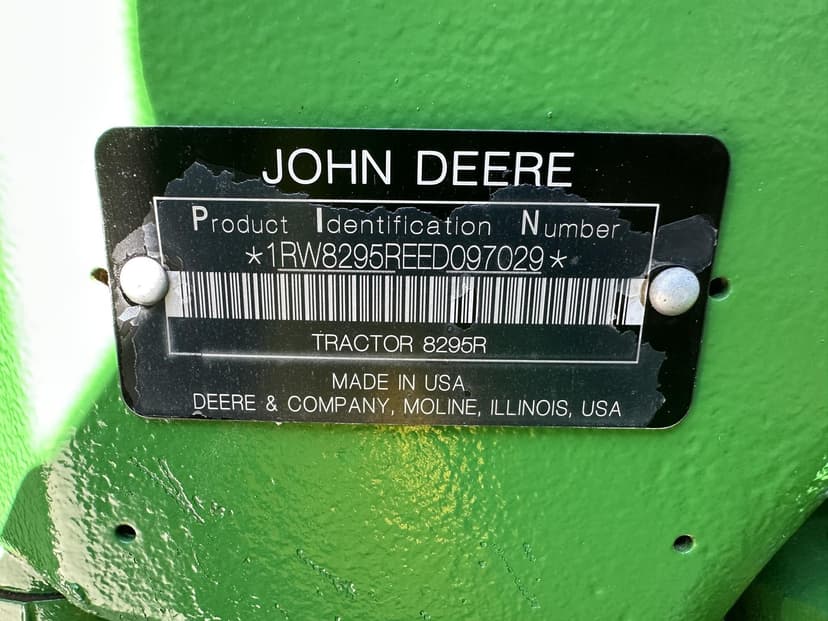 JOHN DEERE
Product Identification Number
*1RW8295REED097029*
TRACTOR 8295R
MADE IN USA
DEERE & COMPANY, MOLINE, ILLINOIS, USA